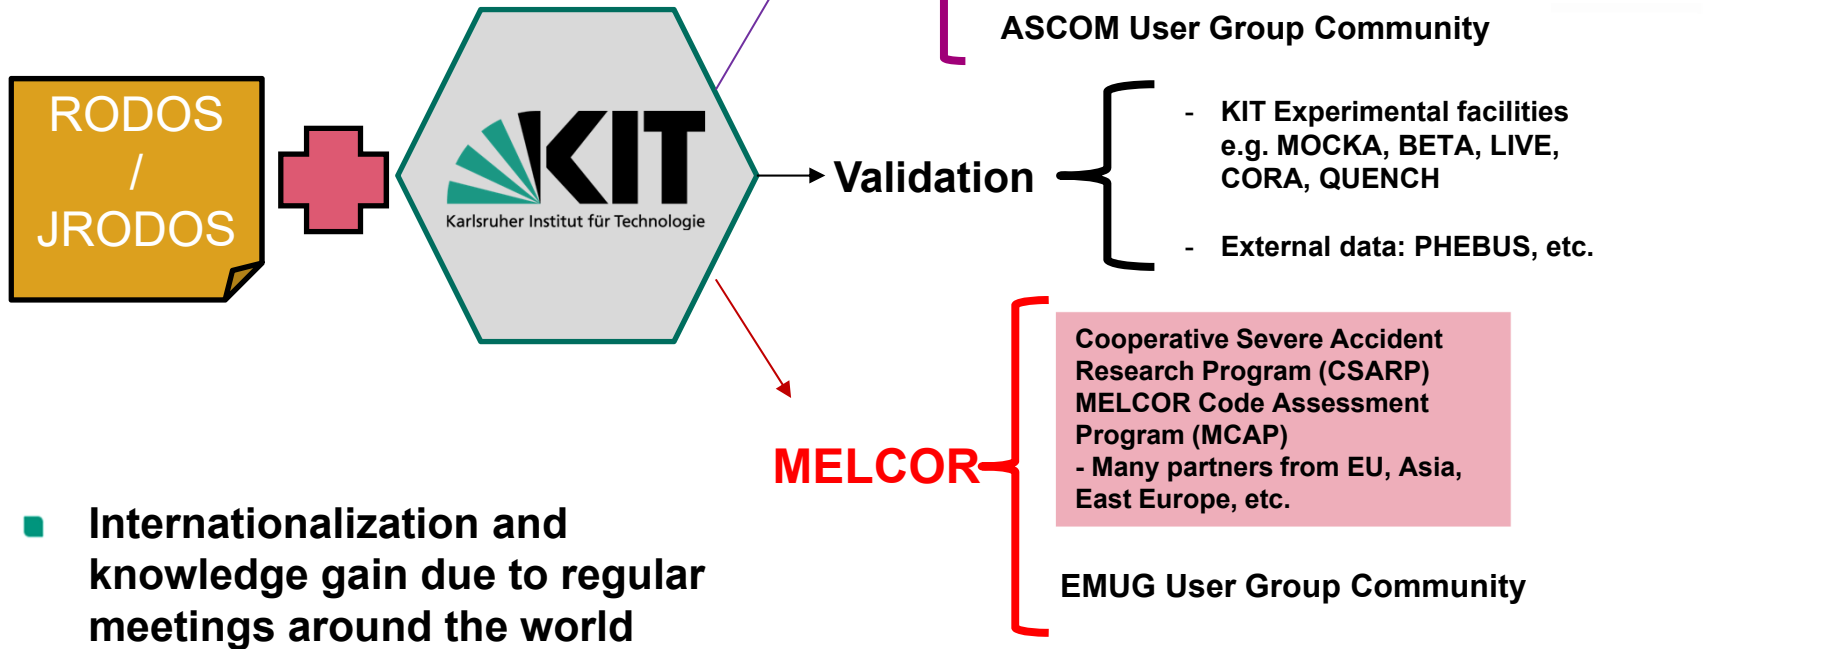 ASCOM User Group Community
RODOS
/
JRODOS
KIT
Karlsruher Institut für Technologie
Validation
- KIT Experimental facilities
e.g. MOCKA, BETA, LIVE,
CORA, QUENCH
- External data: PHEBUS, etc.
MELCOR
Cooperative Severe Accident
Research Program (CSARP)
MELCOR Code Assessment
Program (MCAP)
- Many partners from EU, Asia,
East Europe, etc.
EMUG User Group Community
Internationalization and
knowledge gain due to regular
meetings around the world